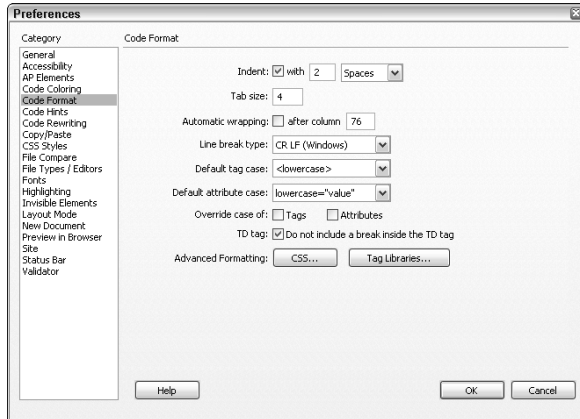 Preferences
Category
General
Accessibility
AP Elements
Code Coloring
Code Format
Code Hints
Code Rewriting
Copy/Paste
CSS Styles
File Compare
File Types / Editors
Fonts
Highlighting
Invisible Elements
Layout Mode
New Document
Preview in Browser
Site
Status Bar
Validator
Code Format
Indent: with 2 Spaces
Tab size: 4
Automatic wrapping: after column 76
Line break type: CR LF (Windows)
Default tag case: <lowercase>
Default attribute case: lowercase="value"
Override case of: Tags Attributes
TD tag: Do not include a break inside the TD tag
Advanced Formatting: CSS... Tag Libraries...
Help OK Cancel